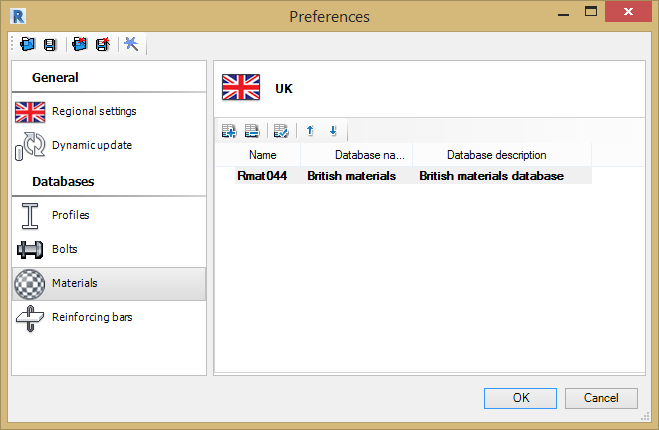 Preferences
General
Regional settings
Dynamic update
Databases
Profiles
Bolts
Materials
Reinforcing bars
UK
Name Database na... Database description
Rmat044 British materials British materials database
OK Cancel